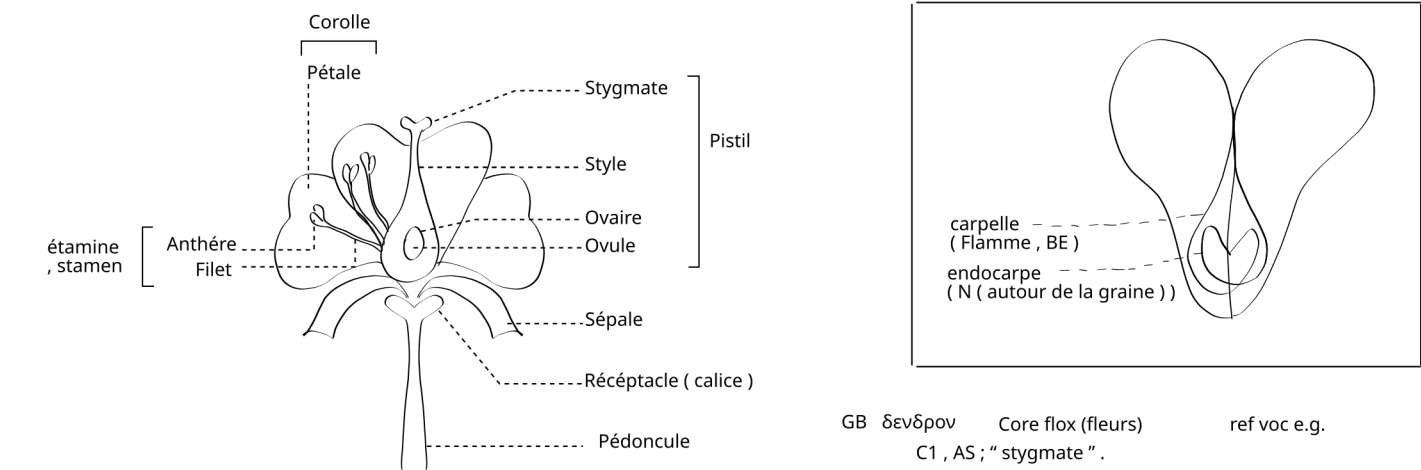 Corolle
Pétale
Stygmate
Pistil
Style
Ovaire
Ovule
étamine
, stamen
Anthére
Filet
Sépale
Récéptacle ( calice )
Pédoncule
carpelle
( Flamme , BE )
endocarpe
( N ( autour de la graine ) )
GB δενδρον Core flox (fleurs) ref voc e.g.
C1 , AS ; “ stygmate ” .